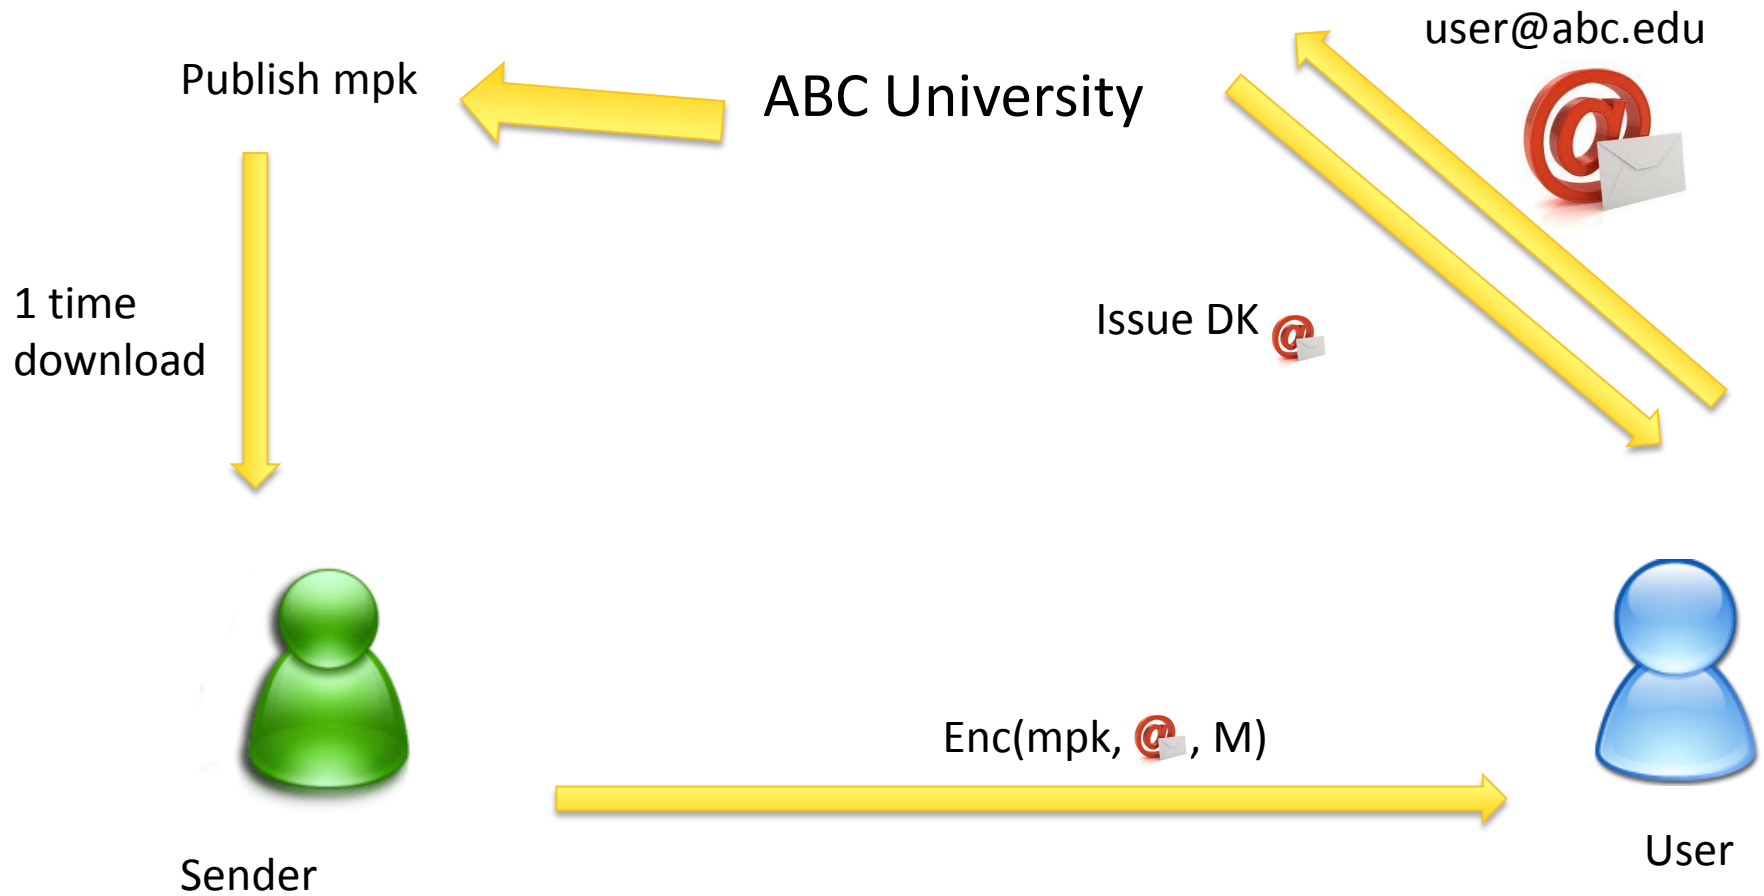 user@abc.edu
Publish mpk
ABC University
1 time
download
Issue DK
Enc(mpk, @, M)
Sender
User